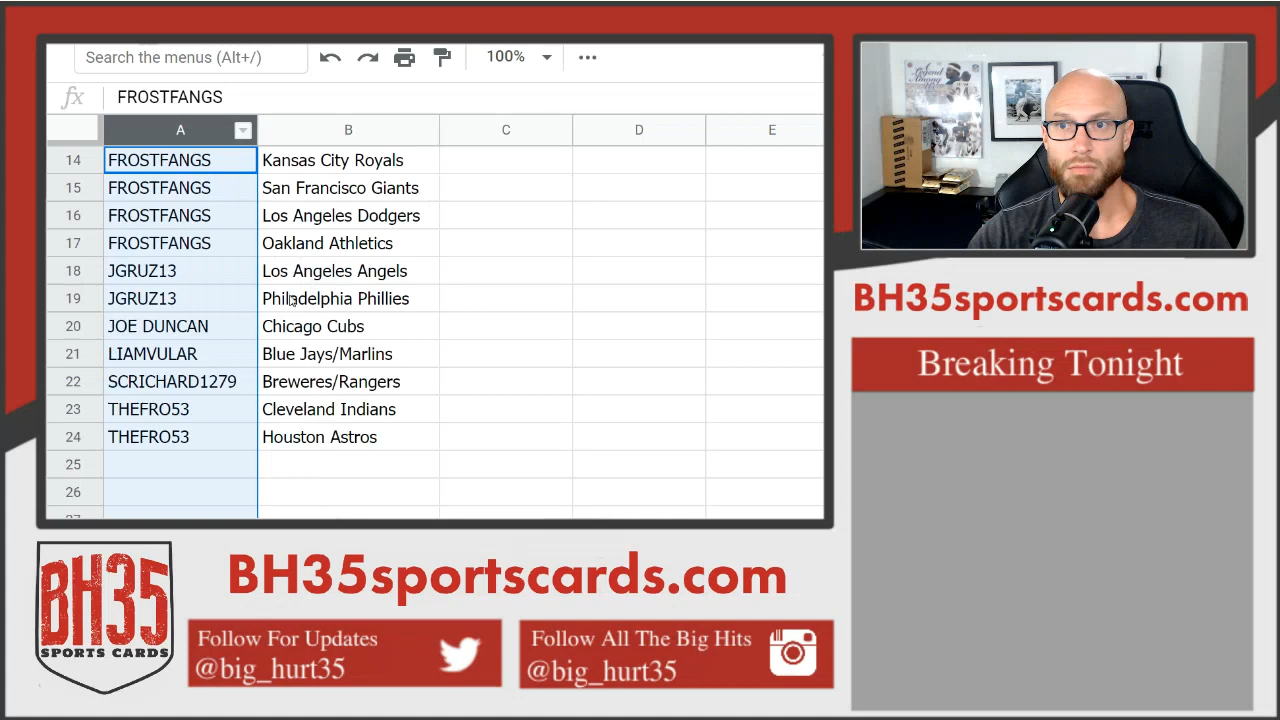 Search the menus (Alt+/)
100%
fx
FROSTFANGS
A B C D E
14 FROSTFANGS Kansas City Royals
15 FROSTFANGS San Francisco Giants
16 FROSTFANGS Los Angeles Dodgers
17 FROSTFANGS Oakland Athletics
18 JGRUZ13 Los Angeles Angels
19 JGRUZ13 Philadelphia Phillies
20 JOE DUNCAN Chicago Cubs
21 LIAMVULAR Blue Jays/Marlins
22 SCRICHARD1279 Breweres/Rangers
23 THEFRO53 Cleveland Indians
24 THEFRO53 Houston Astros
25
26
BH35sportscards.com
Breaking Tonight
BH35
SPORTS CARDS
BH35sportscards.com
Follow For Updates
@big_hurt35
Follow All The Big Hits
@big_hurt35